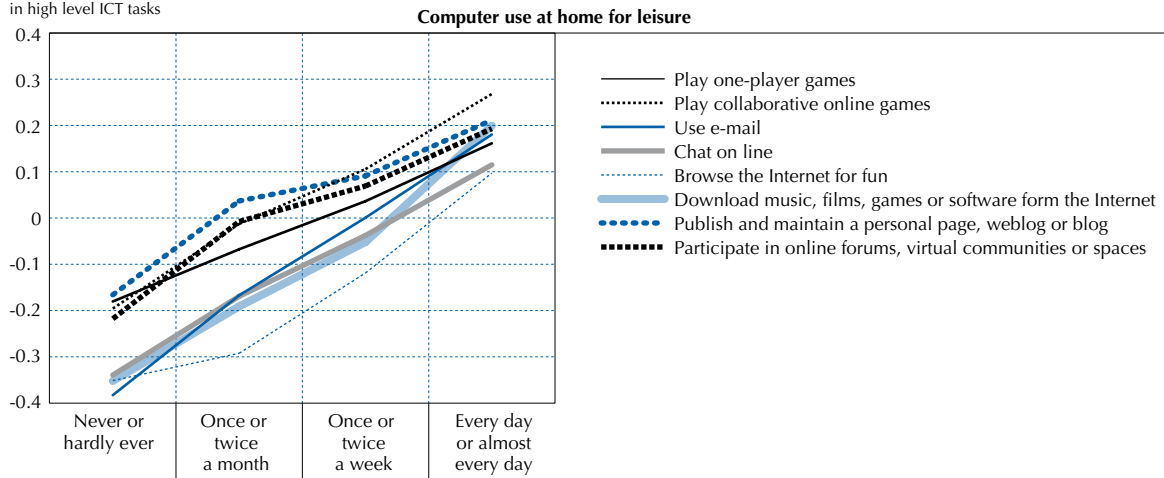 in high level ICT tasks
Computer use at home for leisure
0.4
0.3
0.2
0.1
0
-0.1
-0.2
-0.3
-0.4
Never or
hardly ever
Once or
twice
a month
Once or
twice
a week
Every day
or almost
every day
Play one-player games
Play collaborative online games
Use e-mail
Chat on line
Browse the Internet for fun
Download music, films, games or software form the Internet
Publish and maintain a personal page, weblog or blog
Participate in online forums, virtual communities or spaces